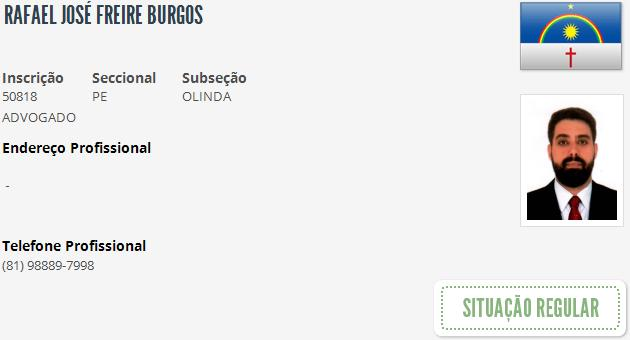 RAFAEL JOSÉ FREIRE BURGOS
Inscrição Seccional Subseção
50818 PE OLINDA
ADVOGADO
Endereço Profissional
-
Telefone Profissional
(81) 98889-7998
SITUAÇÃO REGULAR